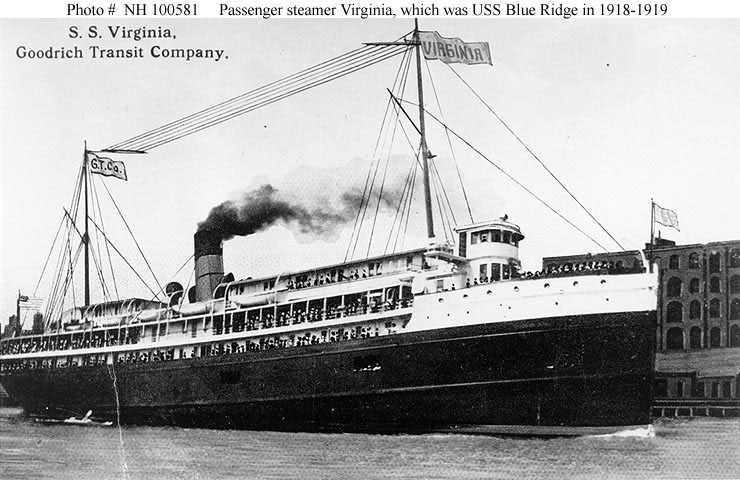 Photo # NH 100581 Passenger steamer Virginia, which was USS Blue Ridge in 1918-1919
S. S. Virginia,
Goodrich Transit Company.
VIRGINIA
G.T.Co.